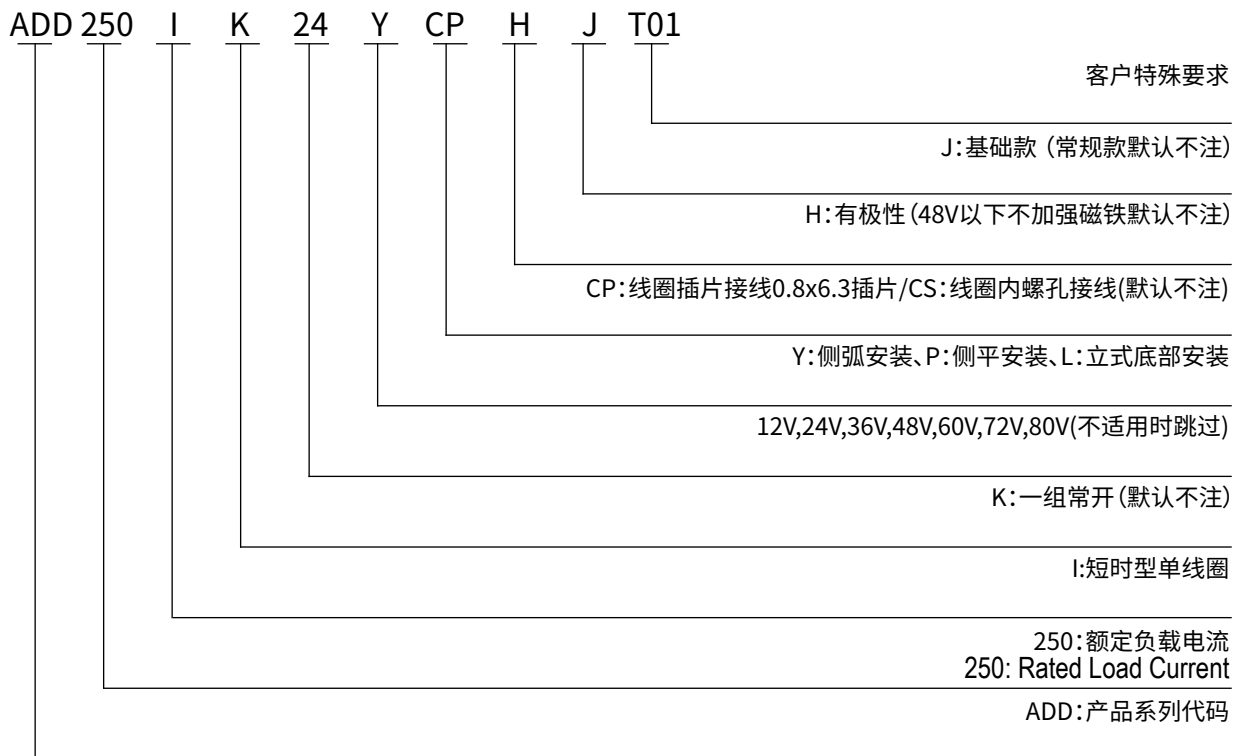 ADD 250 I K 24 Y CP H J T01
客户特殊要求
J:基础款（常规款默认不注）
H:有极性（48V以下不加强磁铁默认不注）
CP:线圈插片接线0.8x6.3插片/CS:线圈内螺孔接线(默认不注)
Y:侧弧安装、P:侧平安装、L:立式底部安装
12V,24V,36V,48V,60V,72V,80V(不适用时跳过)
K:一组常开（默认不注）
I:短时型单线圈
250:额定负载电流
250: Rated Load Current
ADD:产品系列代码